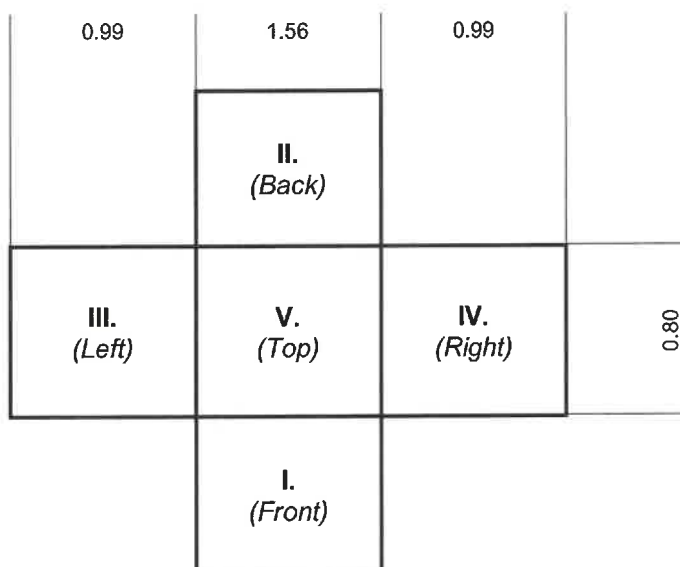 0.99 1.56 0.99
II.
(Back)
III. V. IV.
(Left) (Top) (Right)
0.80
I.
(Front)